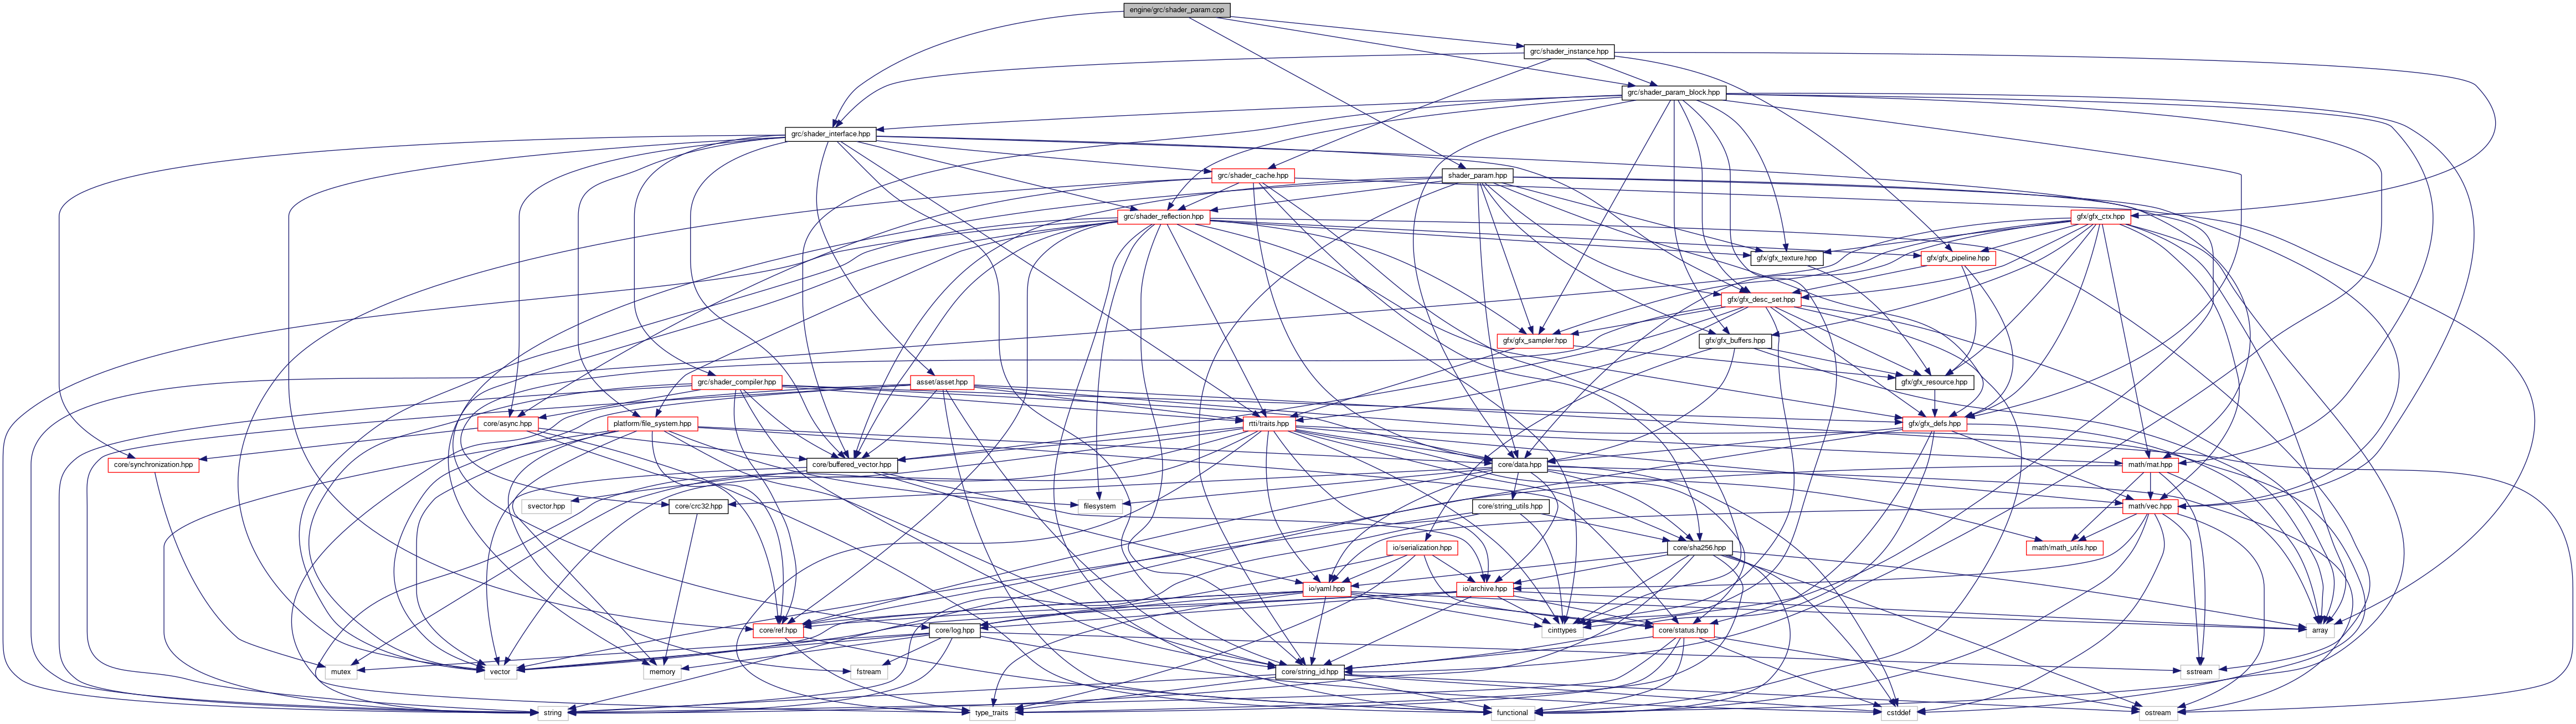 engine/grc/shader_param.cpp
grc/shader_instance.hpp
grc/shader_param_block.hpp
grc/shader_interface.hpp
grc/shader_cache.hpp
shader_param.hpp
grc/shader_reflection.hpp
gfx/gfx_ctx.hpp
gfx/gfx_texture.hpp
gfx/gfx_pipeline.hpp
gfx/gfx_desc_set.hpp
gfx/gfx_sampler.hpp
gfx/gfx_buffers.hpp
grc/shader_compiler.hpp
asset/asset.hpp
gfx/gfx_resource.hpp
core/async.hpp
platform/file_system.hpp
rtti/traits.hpp
gfx/gfx_defs.hpp
core/synchronization.hpp
core/buffered_vector.hpp
core/data.hpp
math/mat.hpp
svector.hpp
core/crc32.hpp
filesystem
core/string_utils.hpp
math/vec.hpp
io/serialization.hpp
core/sha256.hpp
math/math_utils.hpp
io/yaml.hpp
io/archive.hpp
core/ref.hpp
core/log.hpp
cinttypes
core/status.hpp
array
mutex
vector
memory
fstream
core/string_id.hpp
sstream
string
type_traits
functional
cstddef
ostream